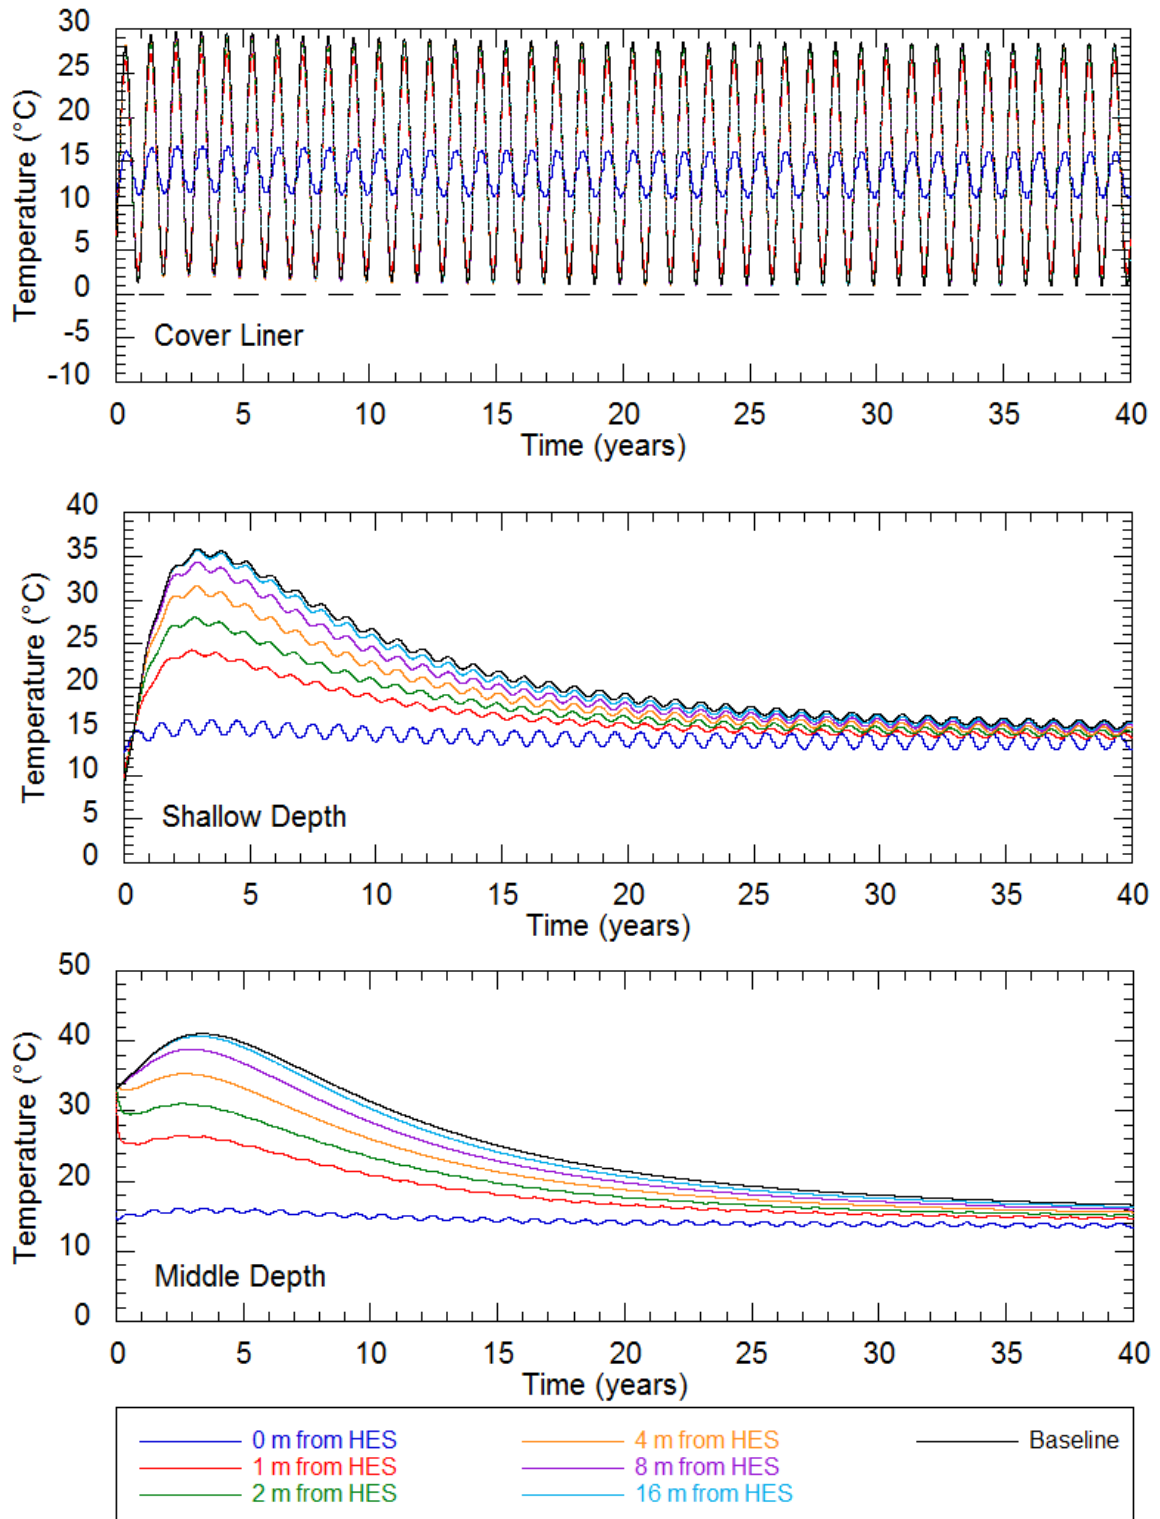 30
25
20
15
10
5
0
-5
-10
Temperature (°C)
Cover Liner
0 5 10 15 20 25 30 35 40
Time (years)
40
35
30
25
20
15
10
5
0
Temperature (°C)
Shallow Depth
0 5 10 15 20 25 30 35 40
Time (years)
50
40
30
20
10
0
Temperature (°C)
Middle Depth
0 5 10 15 20 25 30 35 40
Time (years)
0 m from HES 4 m from HES Baseline
1 m from HES 8 m from HES
2 m from HES 16 m from HES